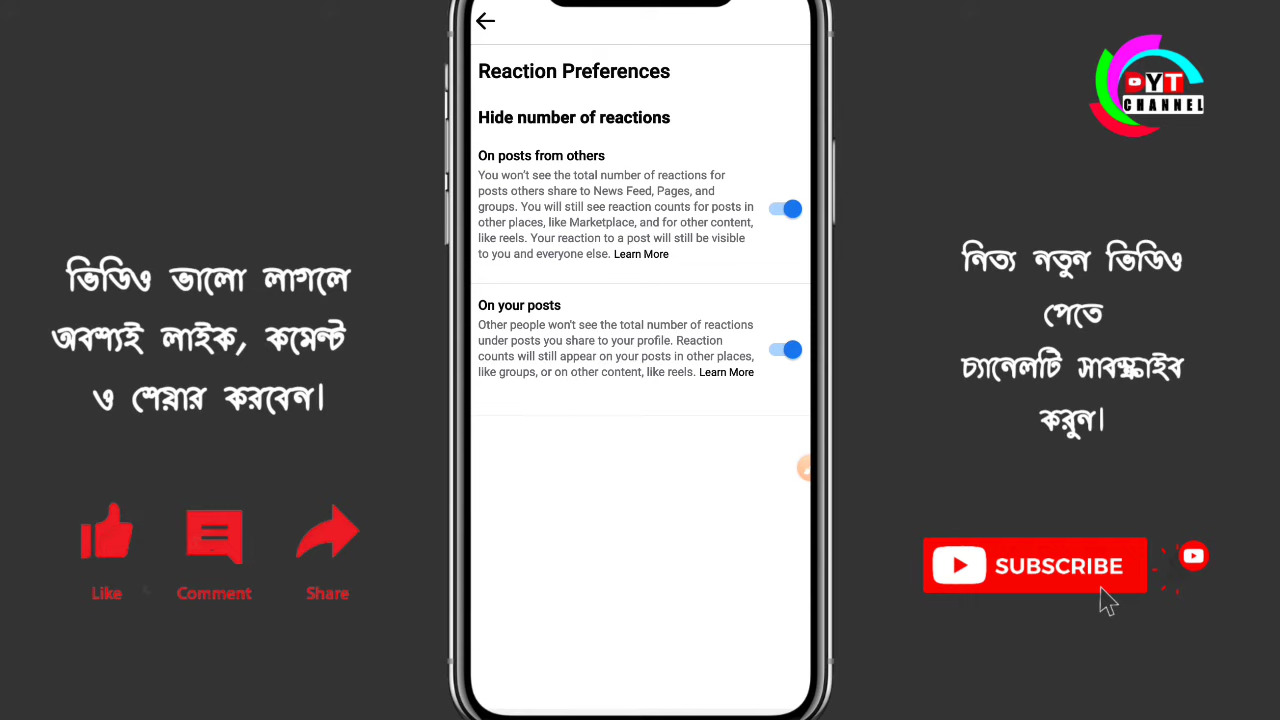 Reaction Preferences
Hide number of reactions
On posts from others
You won't see the total number of reactions for
posts others share to News Feed, Pages, and
groups. You will still see reaction counts for posts in
other places, like Marketplace, and for other content,
like reels. Your reaction to a post will still be visible
to you and everyone else. Learn More
On your posts
Other people won't see the total number of reactions
under posts you share to your profile. Reaction
counts will still appear on your posts in other places,
like groups, or on other content, like reels. Learn More
ভিডিও ভালো লাগলে
অবশ্যই লাইক, কমেন্ট
ও শেয়ার করবেন।
Like
Comment
Share
PYT
CHANNEL
নিত্য নতুন ভিডিও
পেতে
চ্যানেলটি সাবস্ক্রাইব
করুন।
SUBSCRIBE